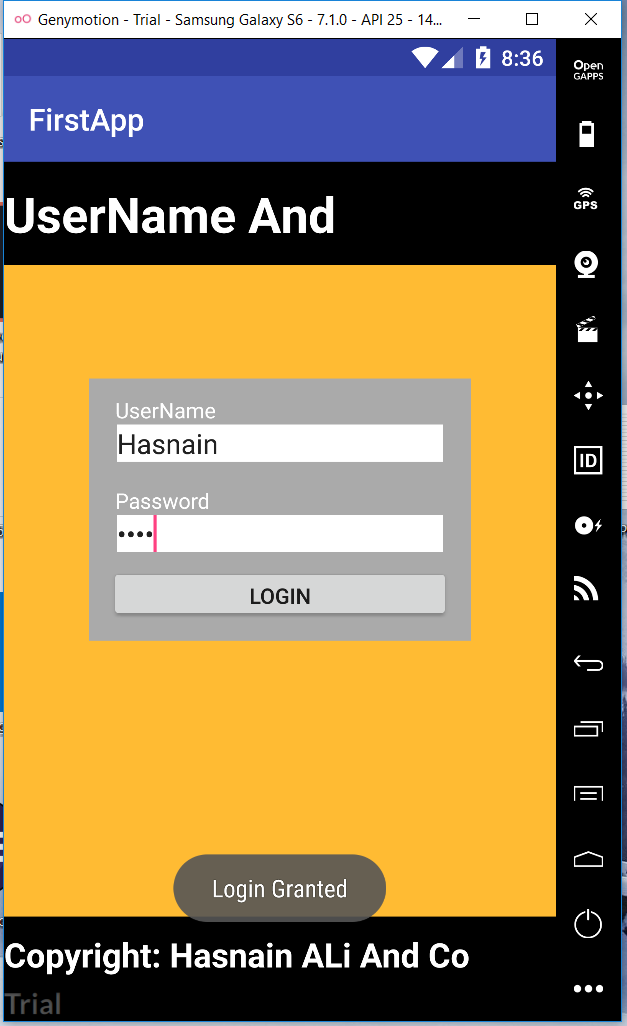 Genymotion - Trial - Samsung Galaxy S6 - 7.1.0 - API 25 - 14...
8:36
Open
GAPPS
FirstApp
GPS
UserName And
UserName
Hasnain
ID
Password
••••
LOGIN
Login Granted
Copyright: Hasnain ALi And Co
Trial